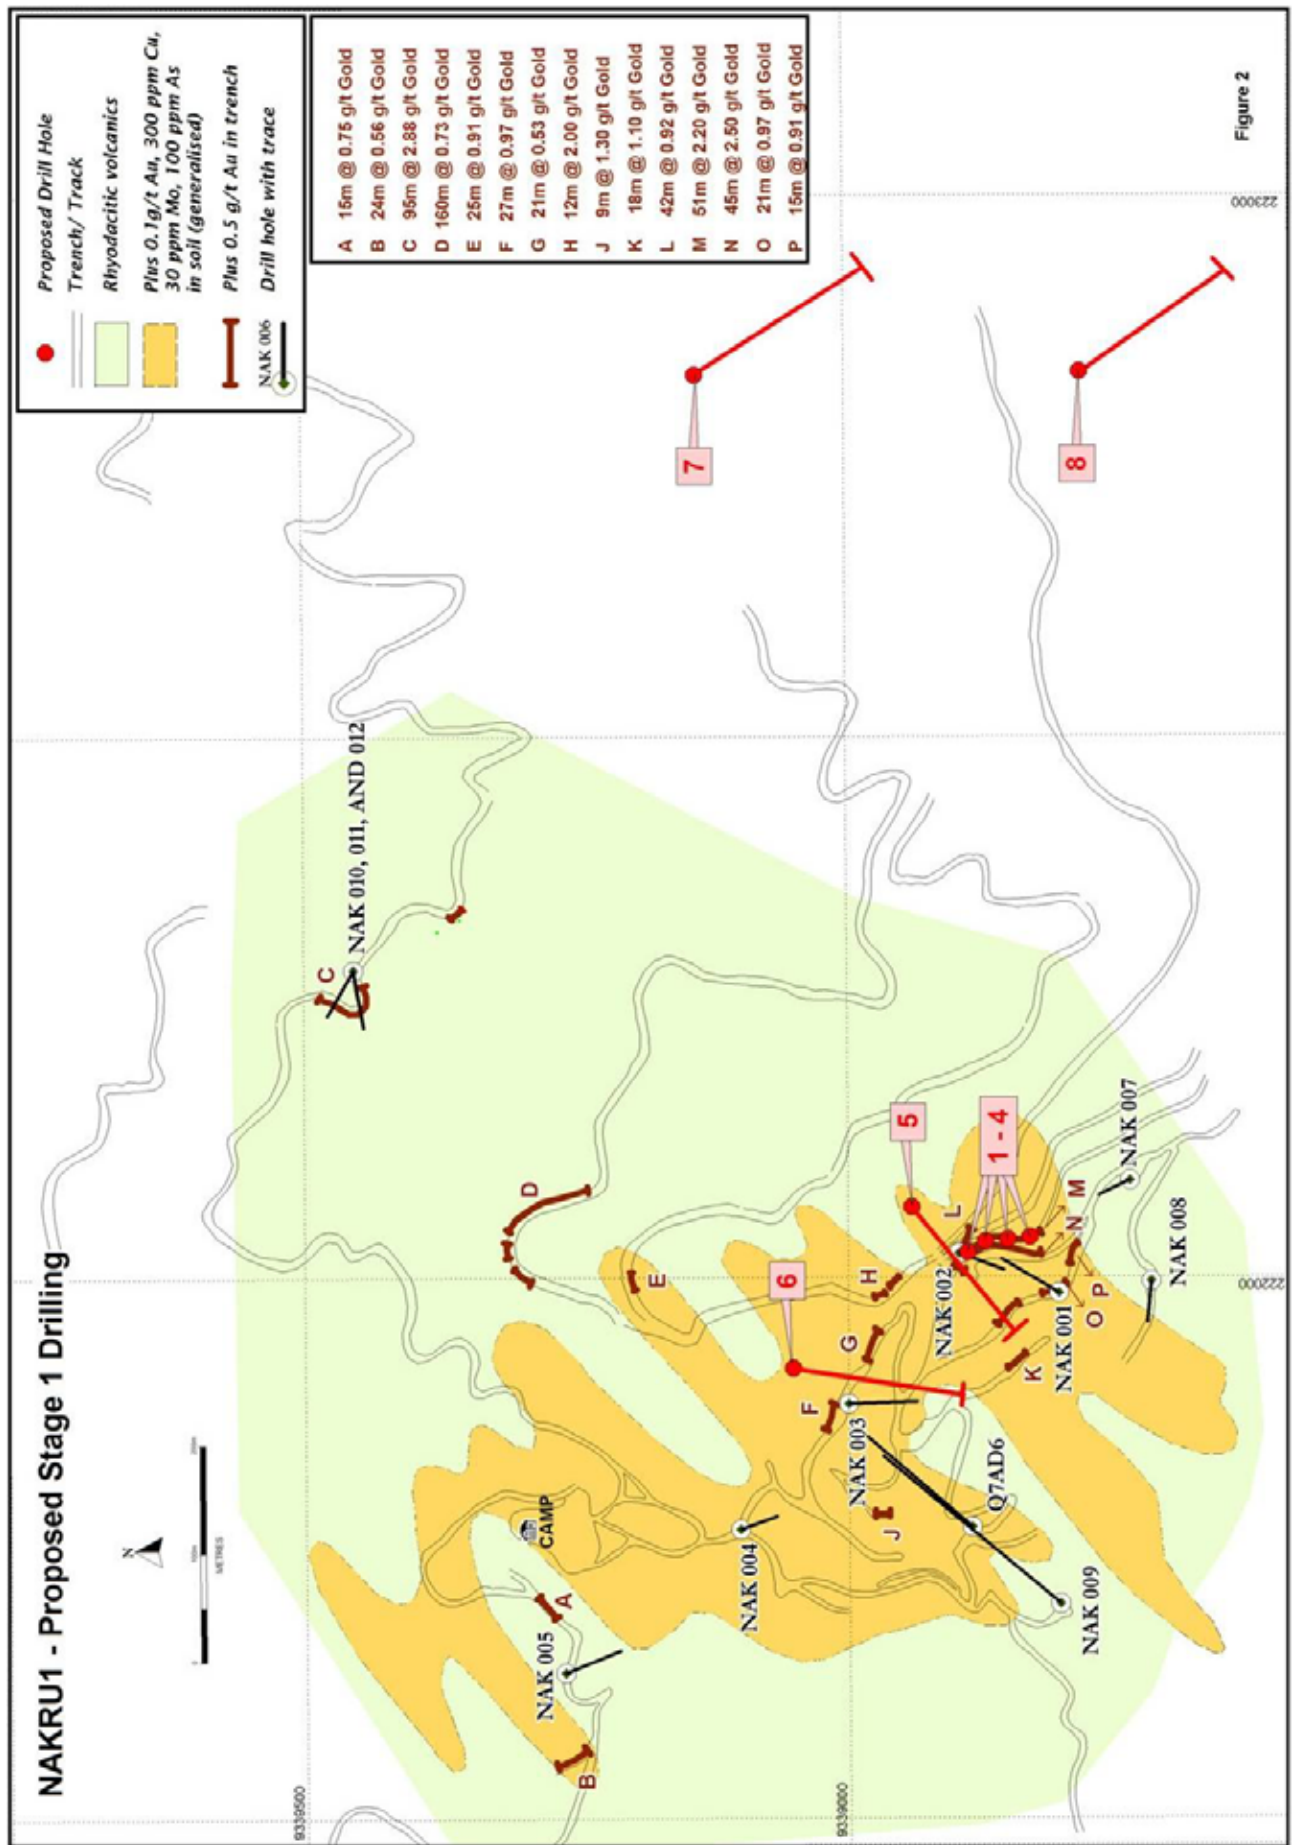 NAKRU1 - Proposed Stage 1 Drilling
N
METRES
Proposed Drill Hole
Trench/ Track
Rhyodacitic volcanics
Plus 0.1g/t Au, 300 ppm Cu,
30 ppm Mo, 100 ppm As
in soil (generalised)
Plus 0.5 g/t Au in trench
NAK 006
Drill hole with trace
A 15m @ 0.75 g/t Gold
B 24m @ 0.56 g/t Gold
C 95m @ 2.88 g/t Gold
D 160m @ 0.73 g/t Gold
E 25m @ 0.91 g/t Gold
F 27m @ 0.97 g/t Gold
G 21m @ 0.53 g/t Gold
H 12m @ 2.00 g/t Gold
J 9m @ 1.30 g/t Gold
K 18m @ 1.10 g/t Gold
L 42m @ 0.92 g/t Gold
M 51m @ 2.20 g/t Gold
N 45m @ 2.50 g/t Gold
O 21m @ 0.97 g/t Gold
P 15m @ 0.91 g/t Gold
9339500
C
NAK 010, 011, AND 012
D
CAMP
A
NAK 005
B
E
6
7
NAK 004
F
G
H
9339000
NAK 003
5
J
NAK 002
L
1 - 4
Q7AD6
K
NAK 001
NAK 009
O
P
N
M
NAK 007
NAK 008
8
222000
223000
Figure 2